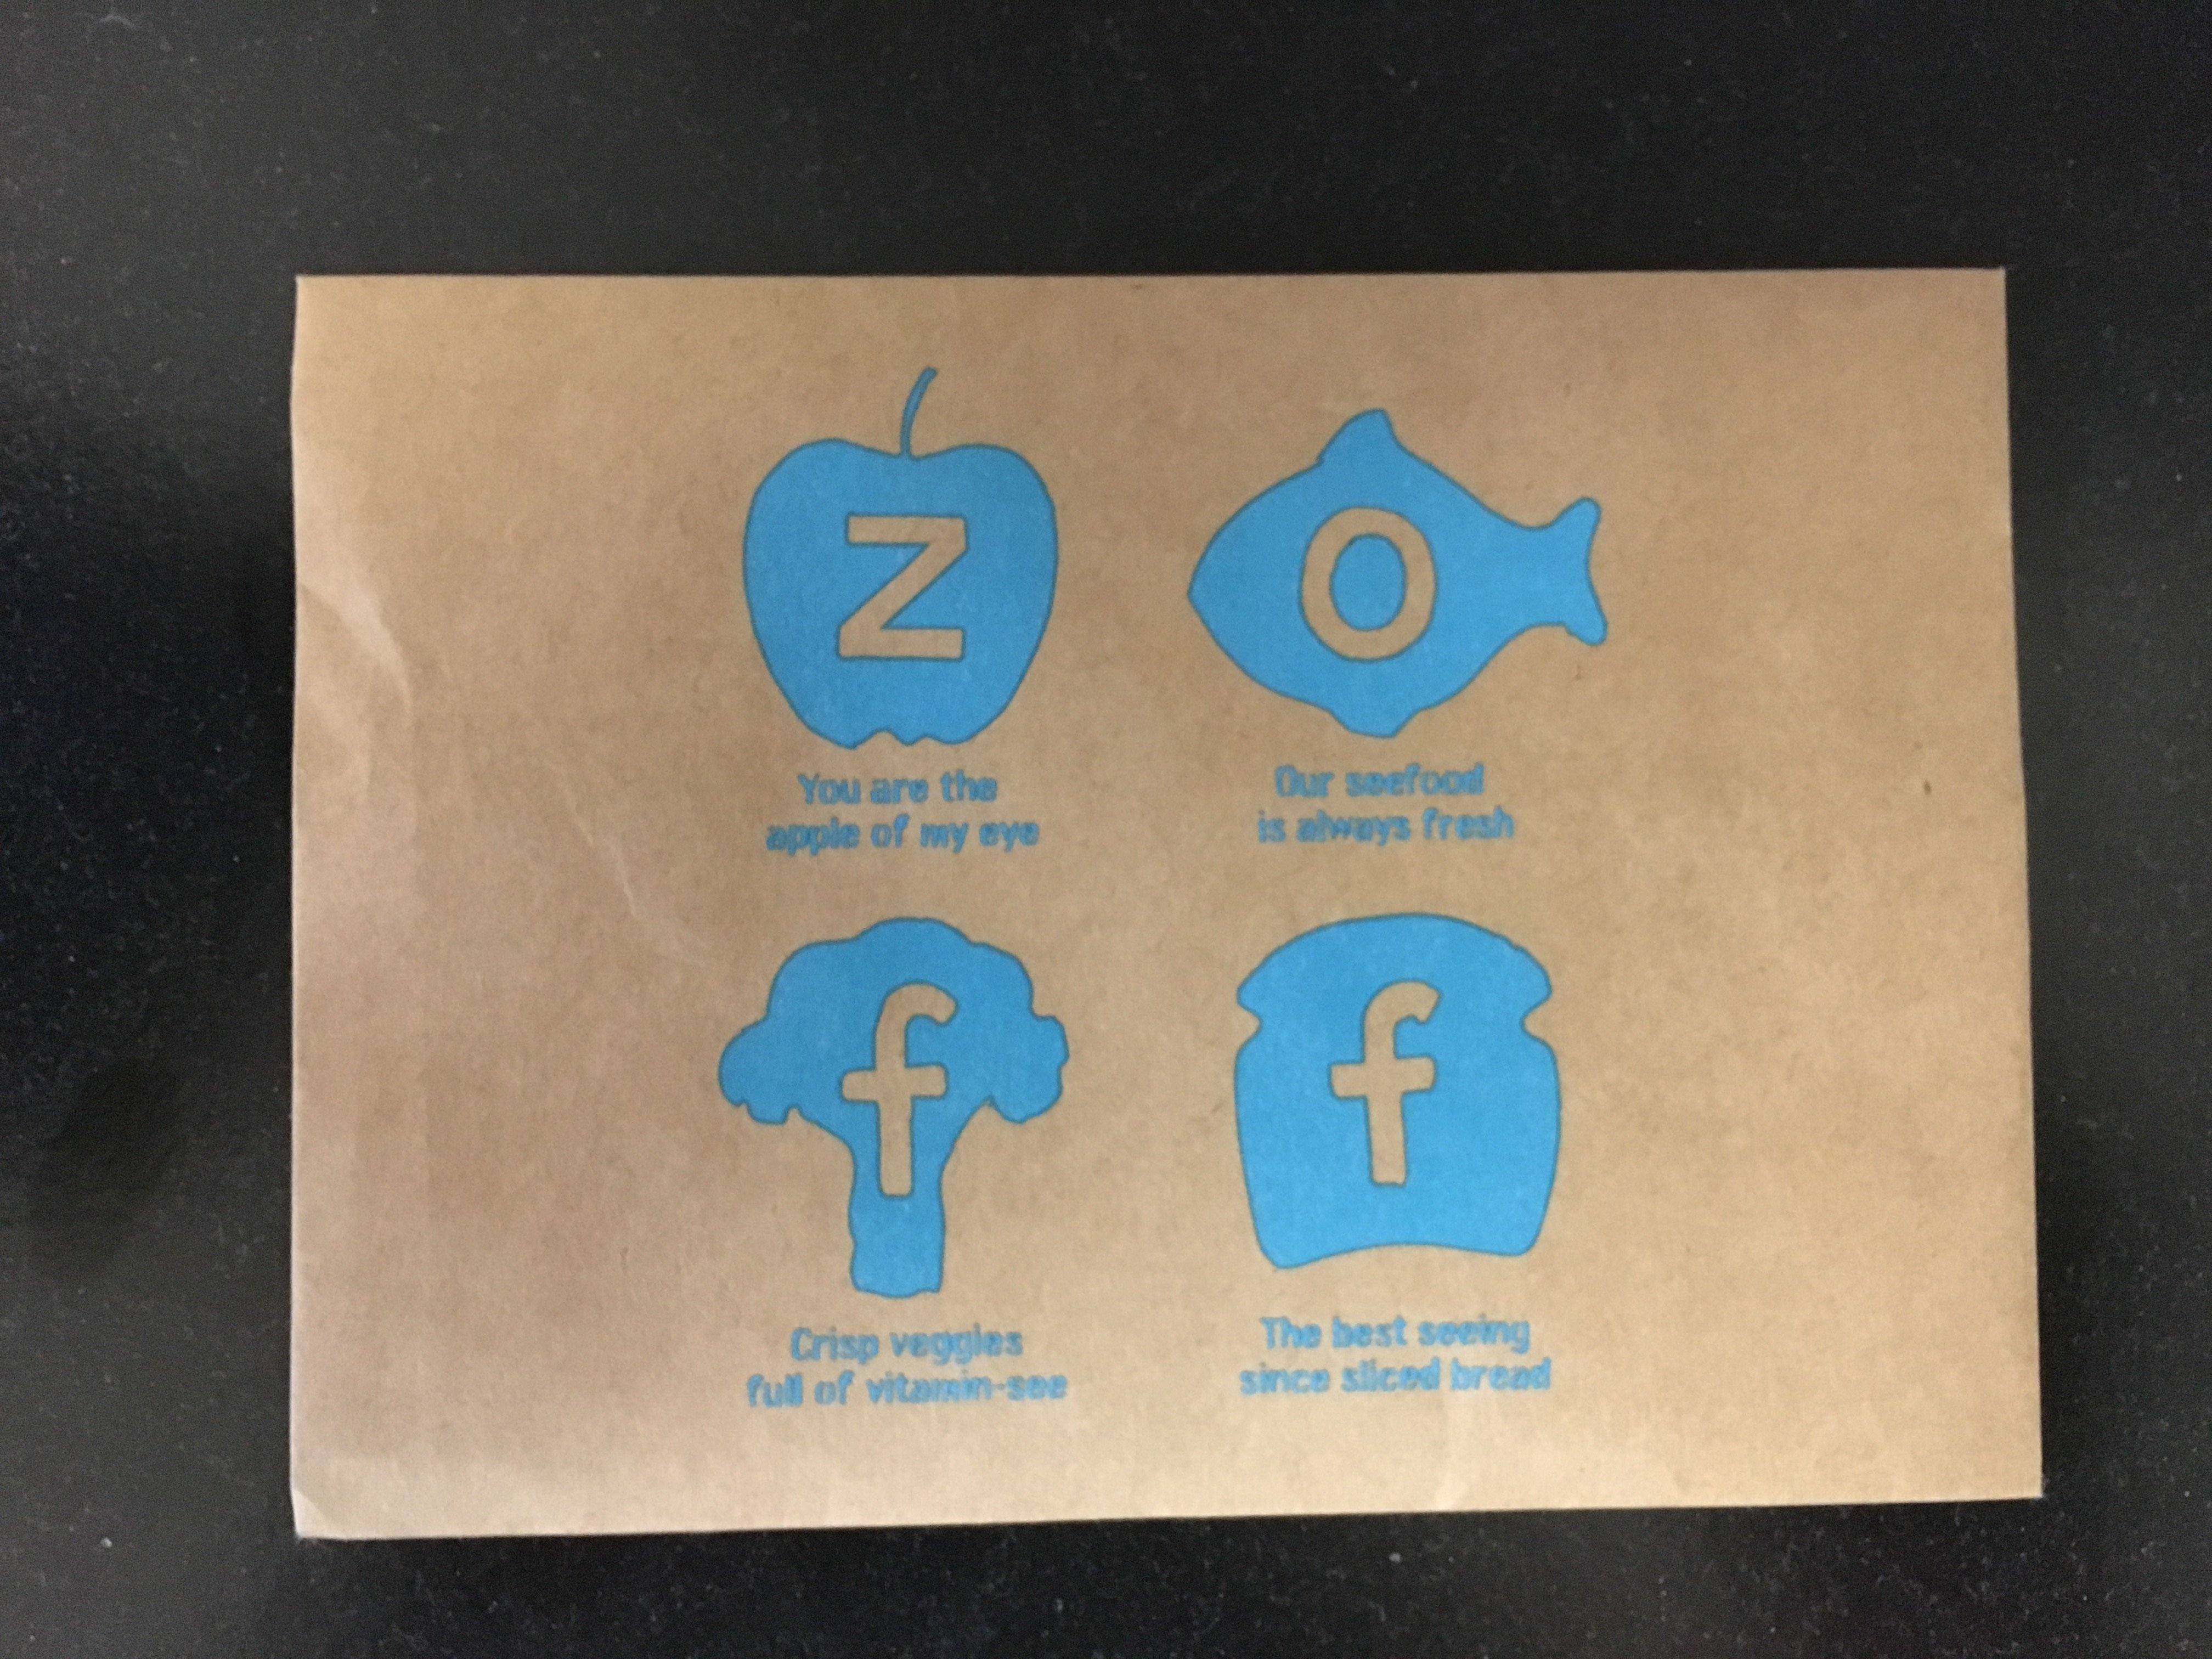 Z
O
You are the
apple of my eye
Our seefood
is always fresh
f
f
Crisp veggies
full of vitamin-see
The best seeing
since sliced bread